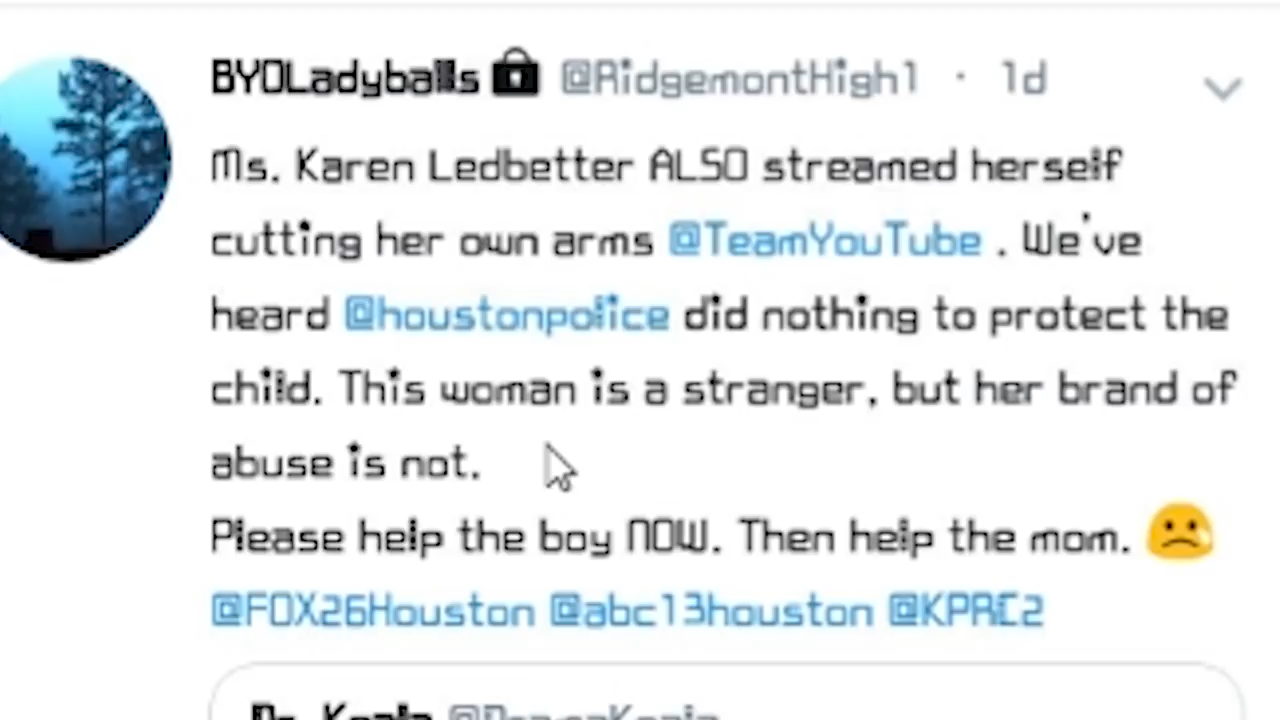 BYOLadyballs @RidgemontHigh1 · 1d
Ms. Karen Ledbetter ALSO streamed herself
cutting her own arms @TeamYouTube . We've
heard @houstonpolice did nothing to protect the
child. This woman is a stranger, but her brand of
abuse is not.
Please help the boy NOW. Then help the mom.
@FOX26Houston @abc13houston @KPRC2